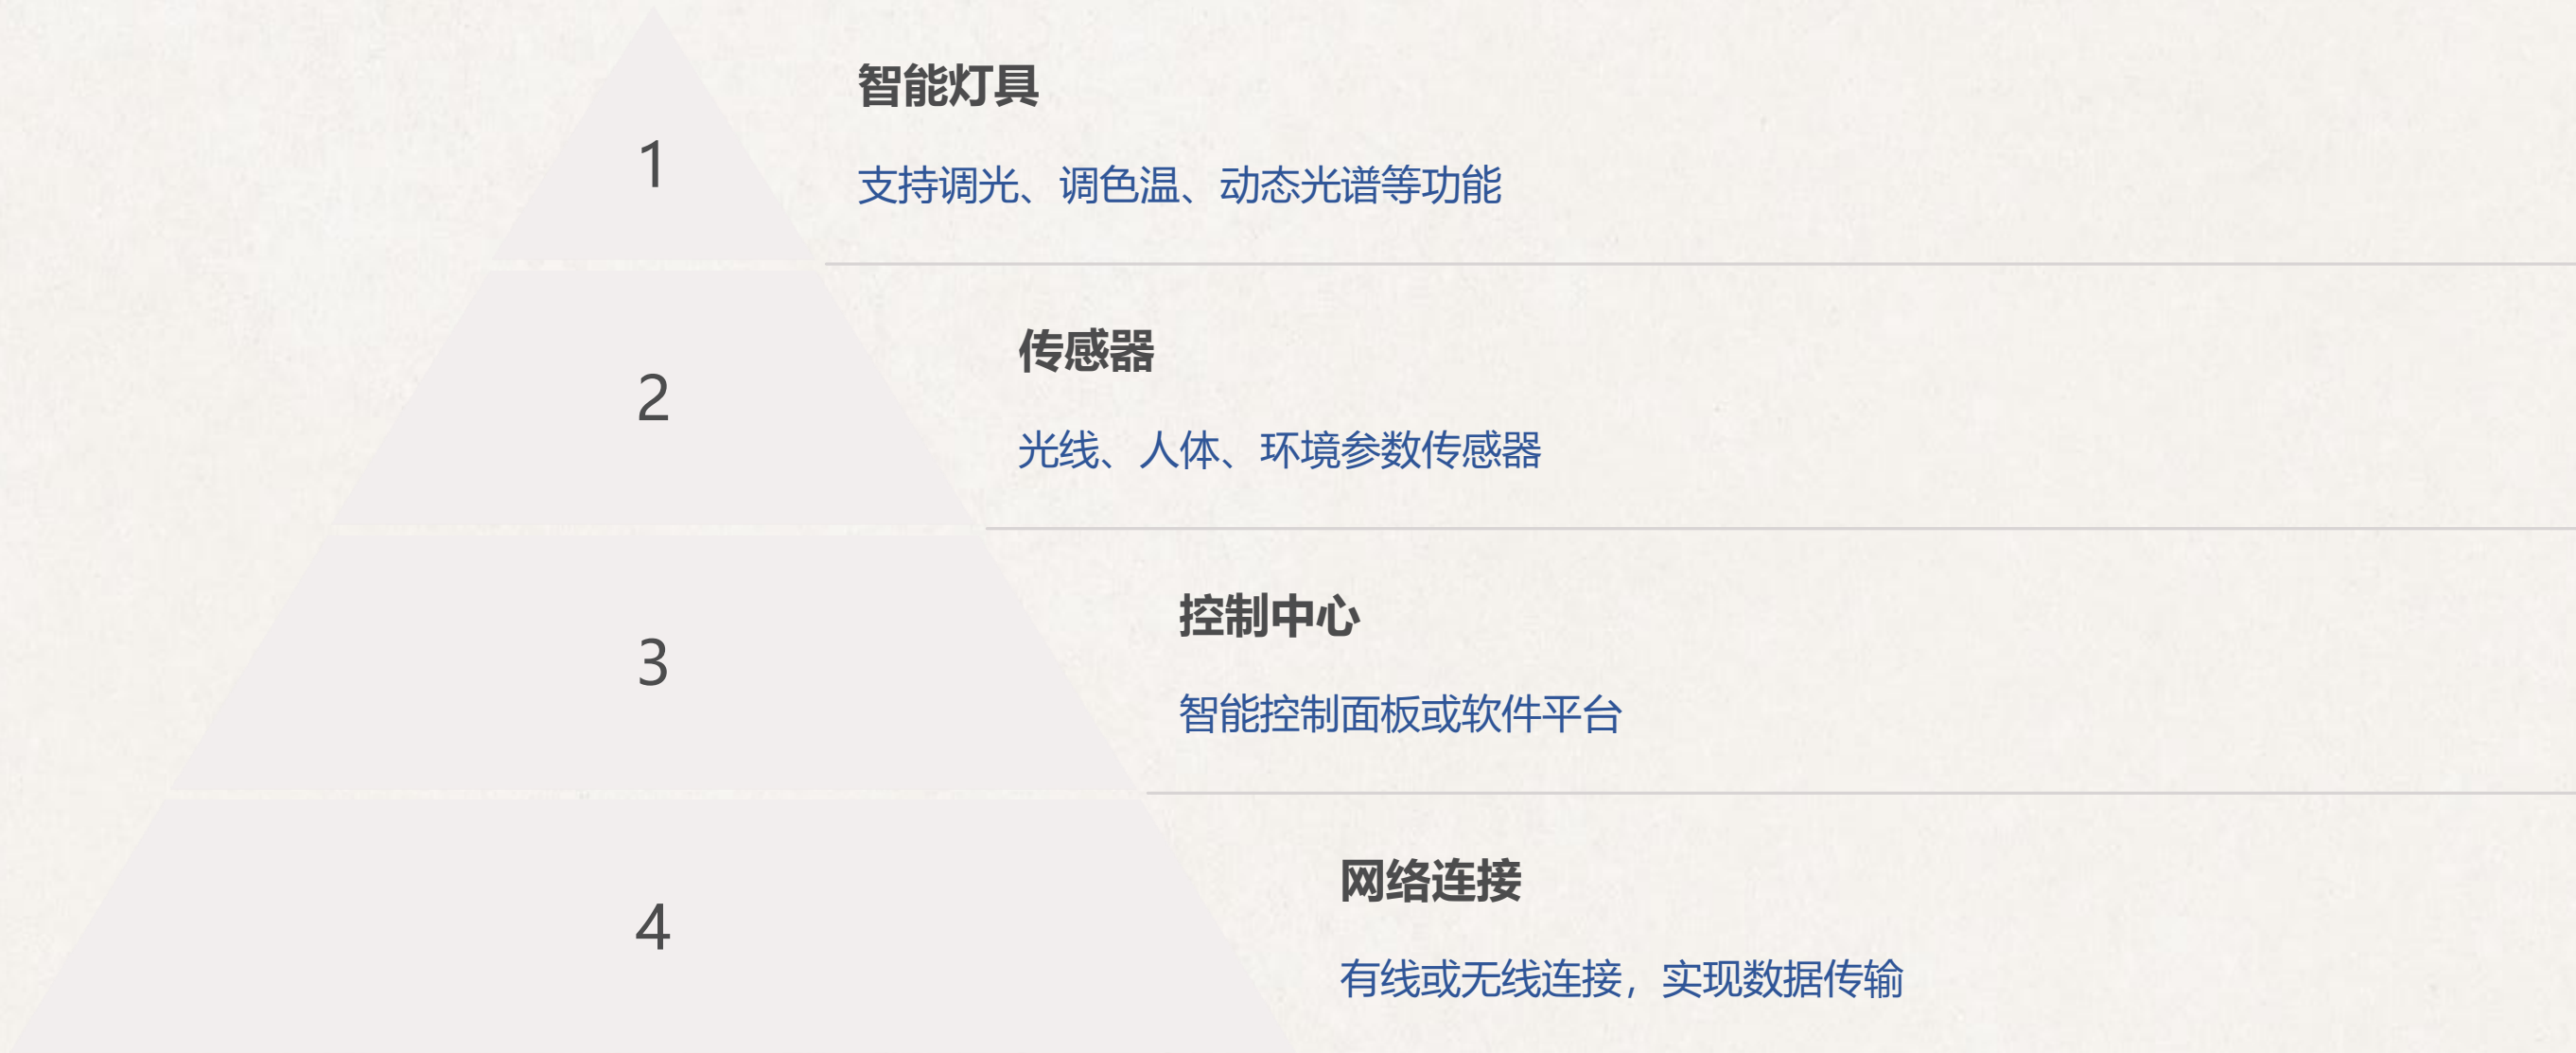 1
智能灯具
支持调光、调色温、动态光谱等功能
2
传感器
光线、人体、环境参数传感器
3
控制中心
智能控制面板或软件平台
4
网络连接
有线或无线连接，实现数据传输